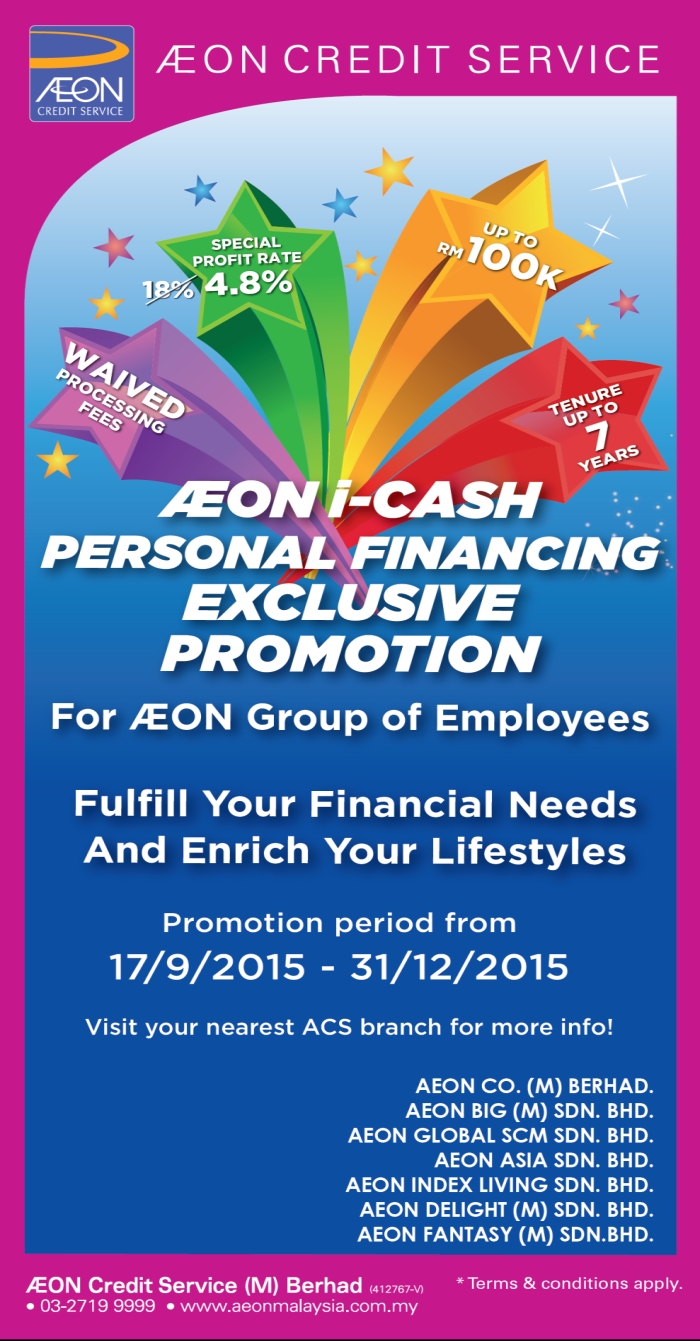 ÆON
CREDIT SERVICE
ÆON CREDIT SERVICE
SPECIAL
PROFIT RATE
18% 4.8%
UP TO
RM 100K
WAIVED
PROCESSING
FEES
TENURE
UP TO
7
YEARS
ÆON i-CASH
PERSONAL FINANCING
EXCLUSIVE
PROMOTION
For ÆON Group of Employees
Fulfill Your Financial Needs
And Enrich Your Lifestyles
Promotion period from
17/9/2015 - 31/12/2015
Visit your nearest ACS branch for more info!
AEON CO. (M) BERHAD.
AEON BIG (M) SDN. BHD.
AEON GLOBAL SCM SDN. BHD.
AEON ASIA SDN. BHD.
AEON INDEX LIVING SDN. BHD.
AEON DELIGHT (M) SDN. BHD.
AEON FANTASY (M) SDN.BHD.
ÆON Credit Service (M) Berhad (412767-V)
• 03-2719 9999 • www.aeonmalaysia.com.my
* Terms & conditions apply.